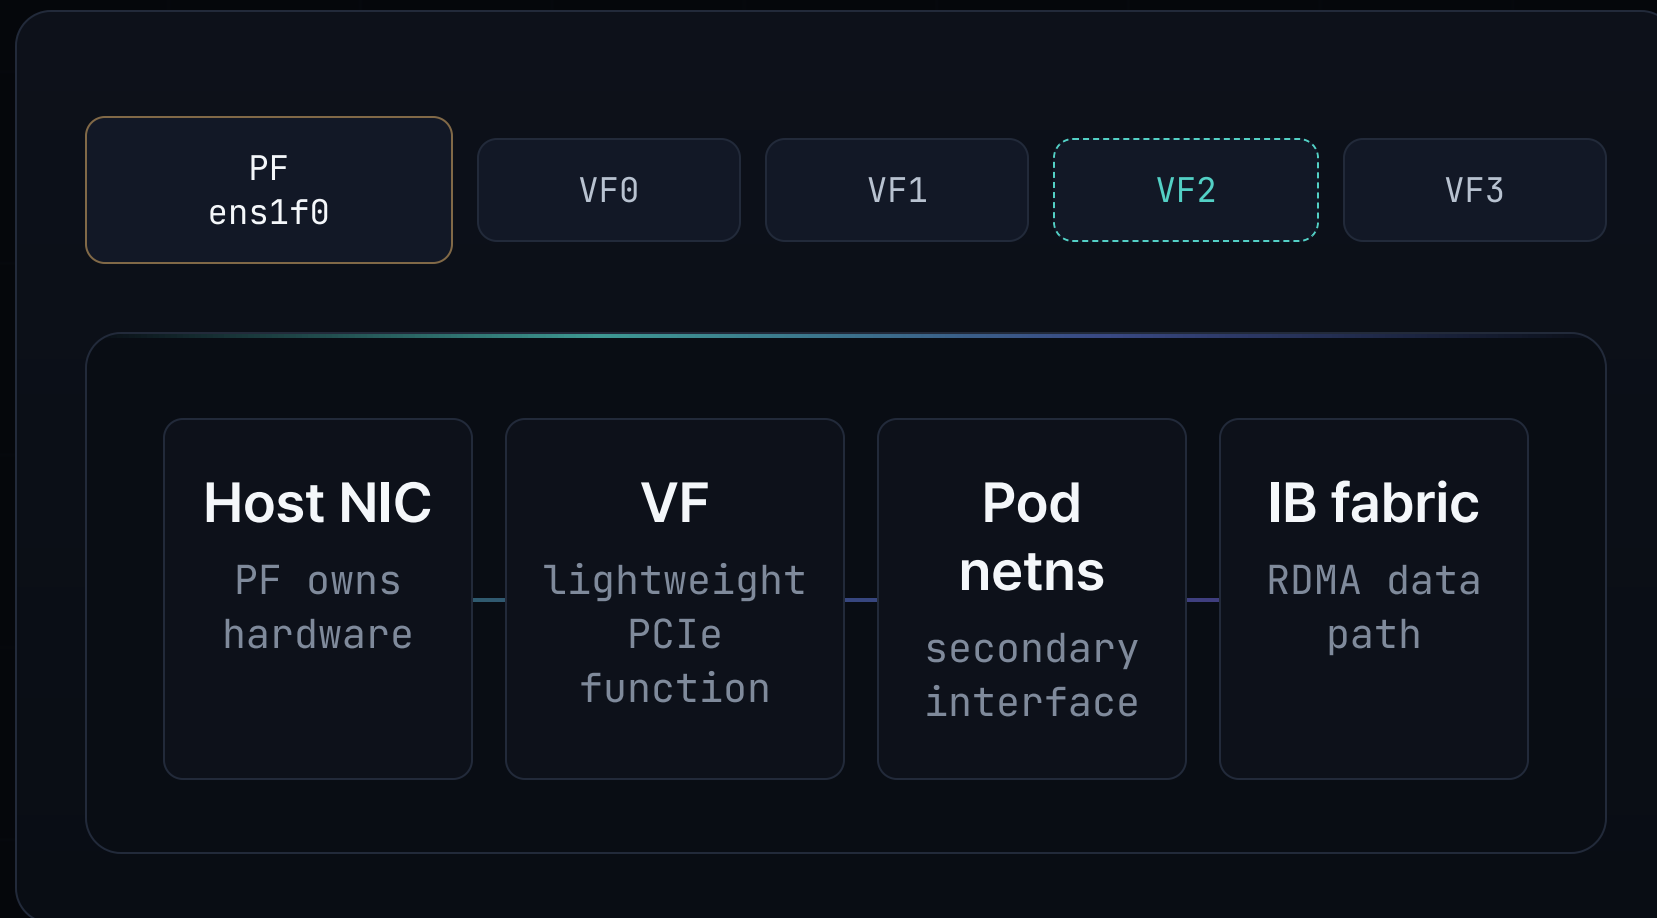 PF
ens1f0
VF0
VF1
VF2
VF3
Host NIC
PF owns
hardware
VF
lightweight
PCIe
function
Pod
netns
secondary
interface
IB fabric
RDMA data
path